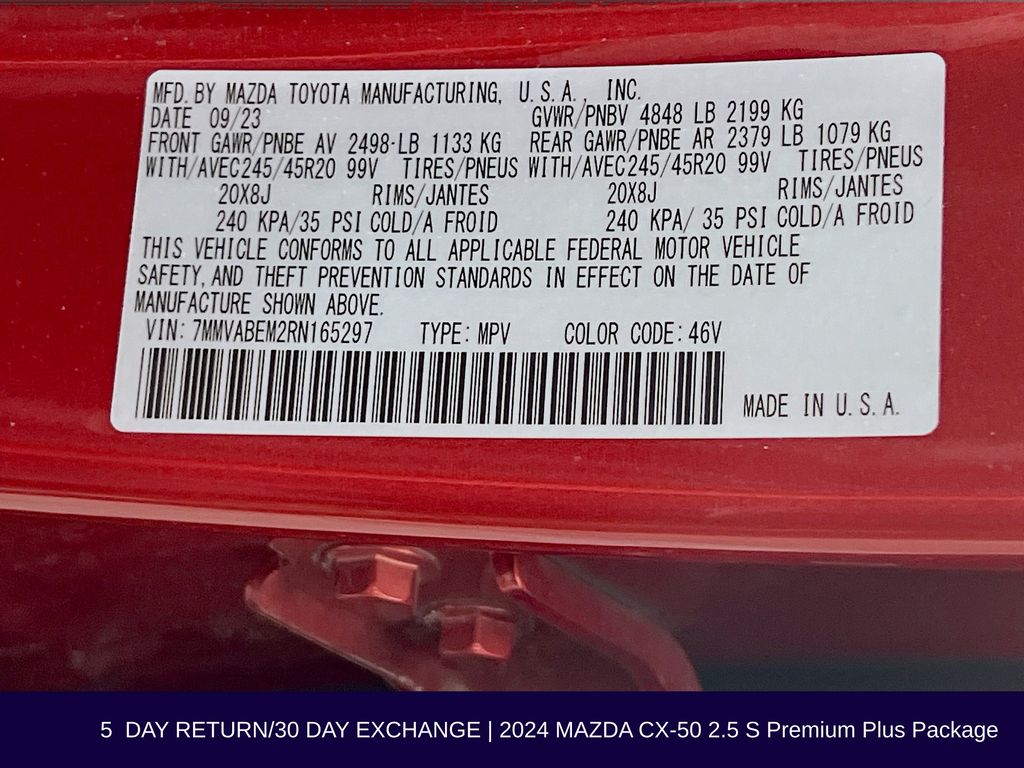 MFD. BY MAZDA TOYOTA MANUFACTURING, U.S.A., INC.
DATE 09/23 GVWR/PNBV 4848 LB 2199 KG
FRONT GAWR/PNBE AV 2498-LB 1133 KG REAR GAWR/PNBE AR 2379 LB 1079 KG
WITH/AVEC245/45R20 99V TIRES/PNEUS WITH/AVEC245/45R20 99V TIRES/PNEUS
20X8J RIMS/JANTES 20X8J RIMS/JANTES
240 KPA/35 PSI COLD/A FROID 240 KPA/ 35 PSI COLD/A FROID
THIS VEHICLE CONFORMS TO ALL APPLICABLE FEDERAL MOTOR VEHICLE
SAFETY, AND THEFT PREVENTION STANDARDS IN EFFECT ON THE DATE OF
MANUFACTURE SHOWN ABOVE.
VIN: 7MMVABEM2RN165297 TYPE: MPV COLOR CODE: 46V
MADE IN U.S.A.
5 DAY RETURN/30 DAY EXCHANGE | 2024 MAZDA CX-50 2.5 S Premium Plus Package